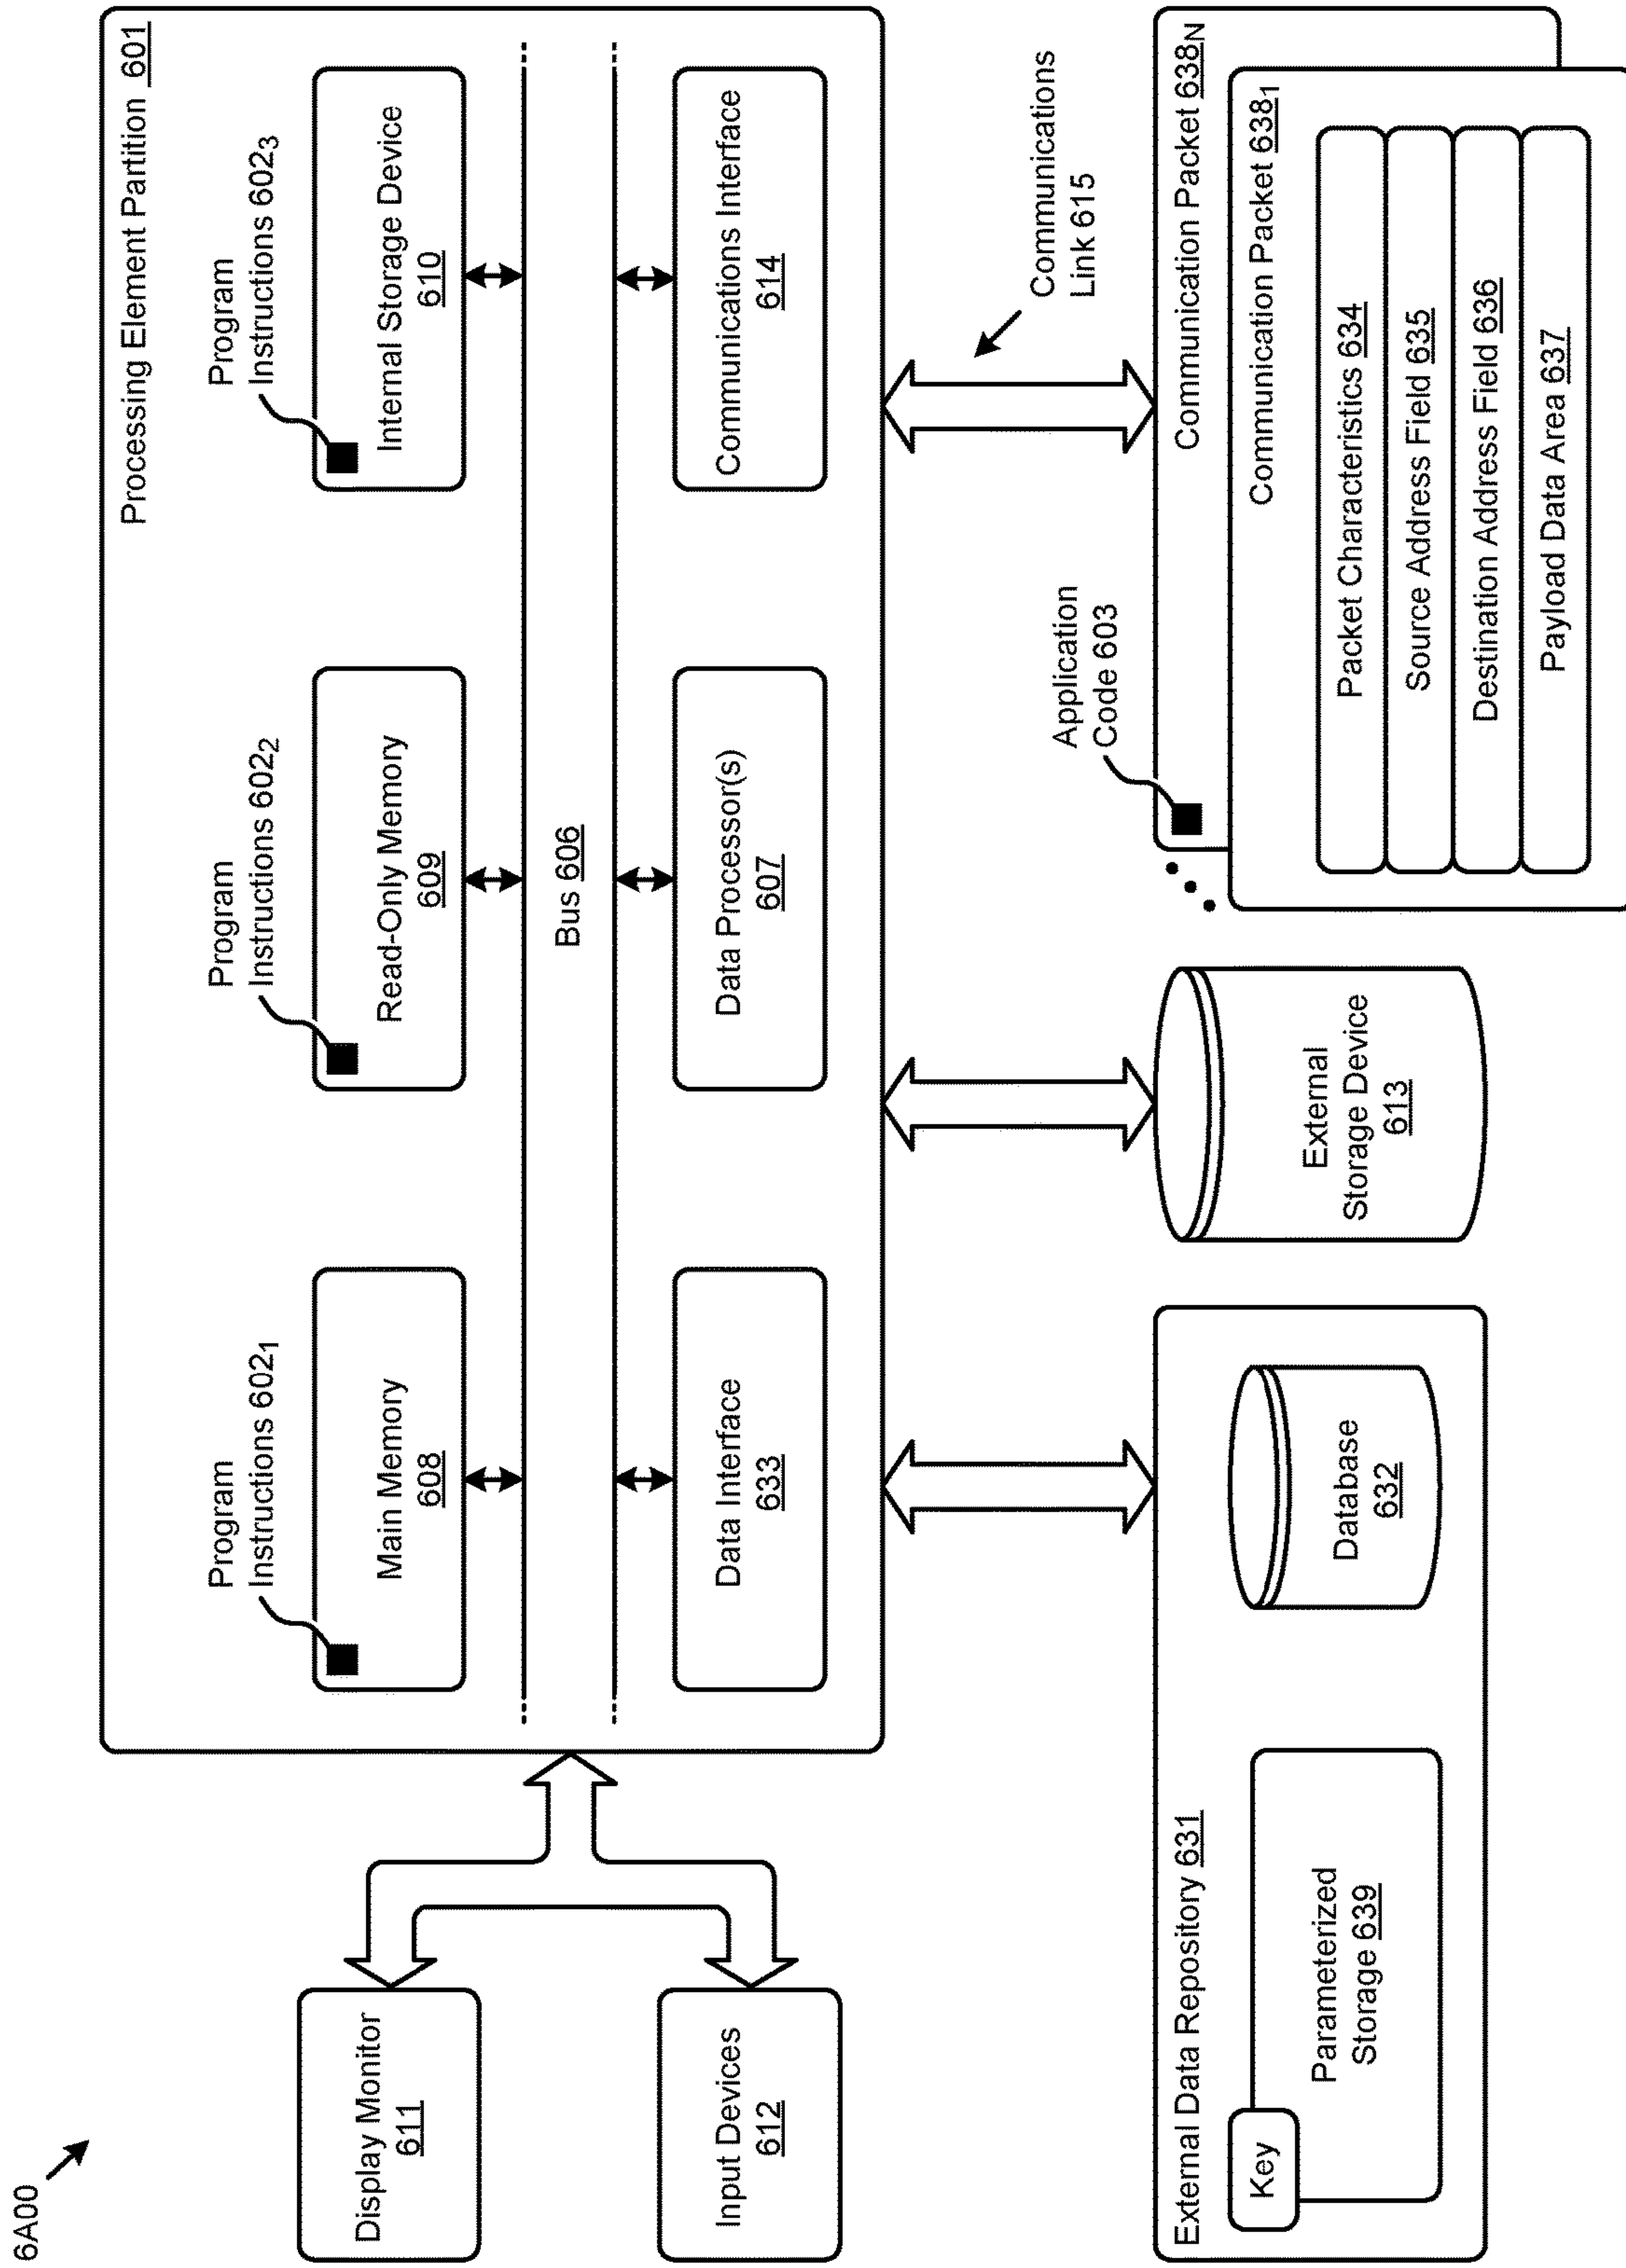 6A00
Processing Element Partition 601
Program
Instructions 602₁
Program
Instructions 602₂
Program
Instructions 602₃
Display Monitor
611
Main Memory
608
Read-Only Memory
609
Internal Storage Device
610
Bus 606
Input Devices
612
Data Interface
633
Data Processor(s)
607
Communications Interface
614
Communications
Link 615
Application
Code 603
External Data Repository 631
Key
Parameterized
Storage 639
Database
632
External
Storage Device
613
Communication Packet 638N
Communication Packet 638₁
Packet Characteristics 634
Source Address Field 635
Destination Address Field 636
Payload Data Area 637